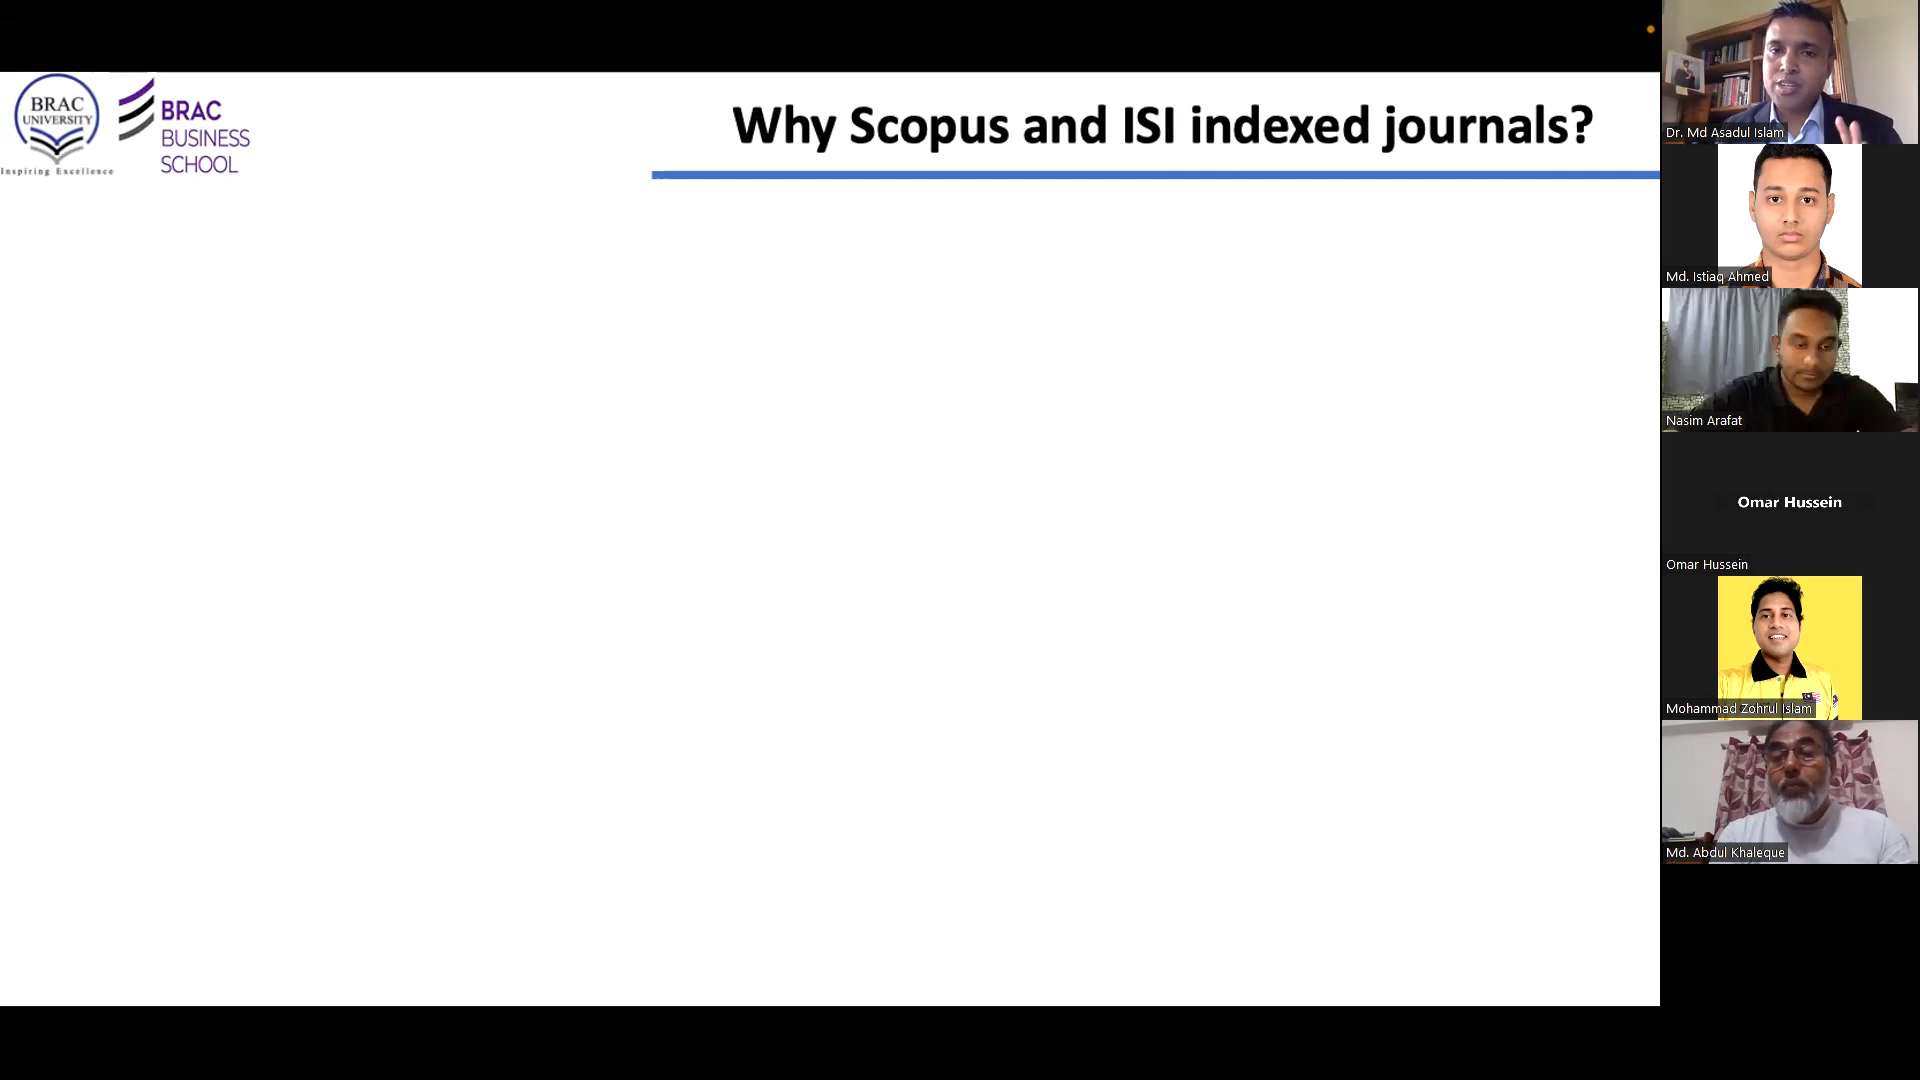 BRAC
UNIVERSITY
Inspiring Excellence
BRAC
BUSINESS
SCHOOL
Why Scopus and ISI indexed journals?
Dr. Md Asadul Islam
Md. Istiaq Ahmed
Nasim Arafat
Omar Hussein
Omar Hussein
Mohammad Zohrul Islam
Md. Abdul Khaleque